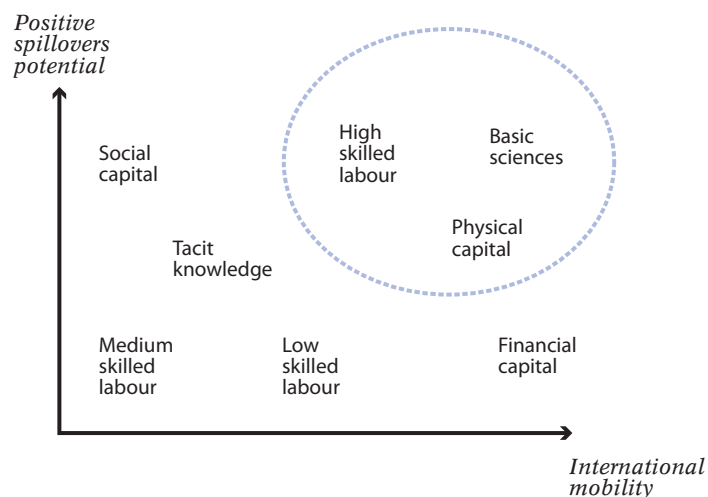 Positive
spillovers
potential
High
skilled
labour
Basic
sciences
Social
capital
Physical
capital
Tacit
knowledge
Medium
skilled
labour
Low
skilled
labour
Financial
capital
International
mobility